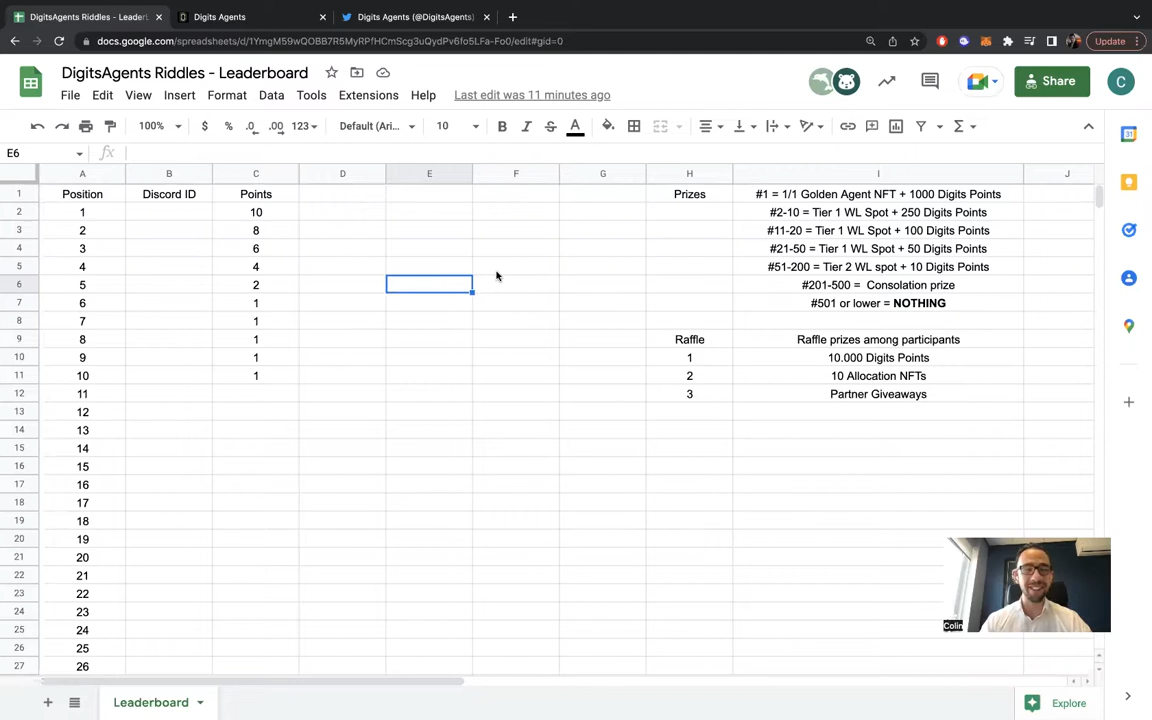 DigitsAgents Riddles - Leaderb
Digits Agents
Digits Agents (@DigitsAgents)
docs.google.com/spreadsheets/d/1YmgM59wQOBB7R5MyRPfHCmScg3uQydPv6fo5LFa-Fo0/edit#gid=0
Update
DigitsAgents Riddles - Leaderboard
File Edit View Insert Format Data Tools Extensions Help Last edit was 11 minutes ago
Share
C
100% $ % .0 .00 123 Default (Ari... 10 B I S A
E6 fx
A B C D E F G H I J
1 Position Discord ID Points Prizes #1 = 1/1 Golden Agent NFT + 1000 Digits Points
2 1 10 #2-10 = Tier 1 WL Spot + 250 Digits Points
3 2 8 #11-20 = Tier 1 WL Spot + 100 Digits Points
4 3 6 #21-50 = Tier 1 WL Spot + 50 Digits Points
5 4 4 #51-200 = Tier 2 WL spot + 10 Digits Points
6 5 2 #201-500 = Consolation prize
7 6 1 #501 or lower = NOTHING
8 7 1
9 8 1 Raffle Raffle prizes among participants
10 9 1 1 10.000 Digits Points
11 10 1 2 10 Allocation NFTs
12 11 3 Partner Giveaways
13 12
14 13
15 14
16 15
17 16
18 17
19 18
20 19
21 20
22 21
23 22
24 23
25 24
26 25
27 26
Colin
Leaderboard
Explore